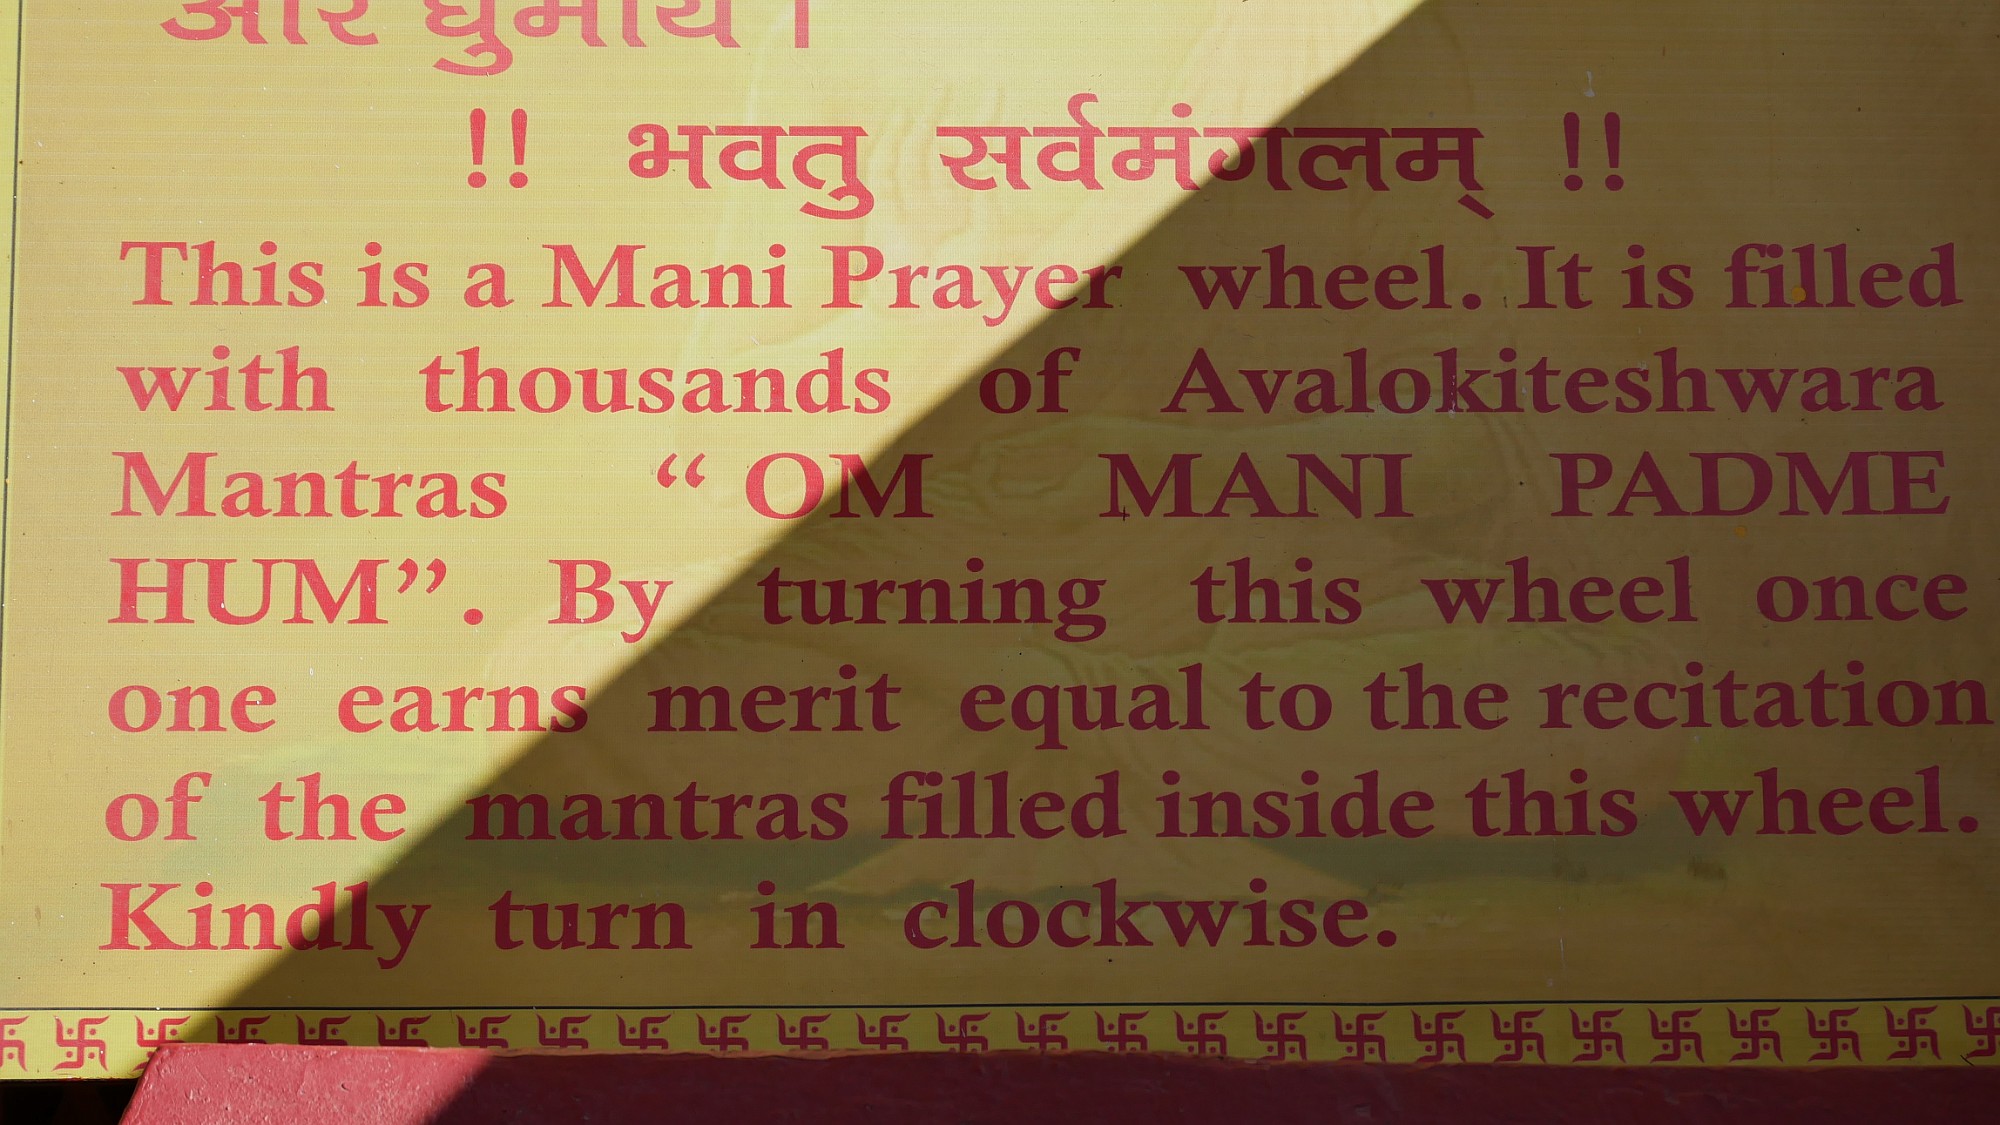 और घुमाये ।
!! भवतु सर्वमंगलम् !!
This is a Mani Prayer wheel. It is filled
with thousands of Avalokiteshwara
Mantras “ OM MANI PADME
HUM”. By turning this wheel once
one earns merit equal to the recitation
of the mantras filled inside this wheel.
Kindly turn in clockwise.